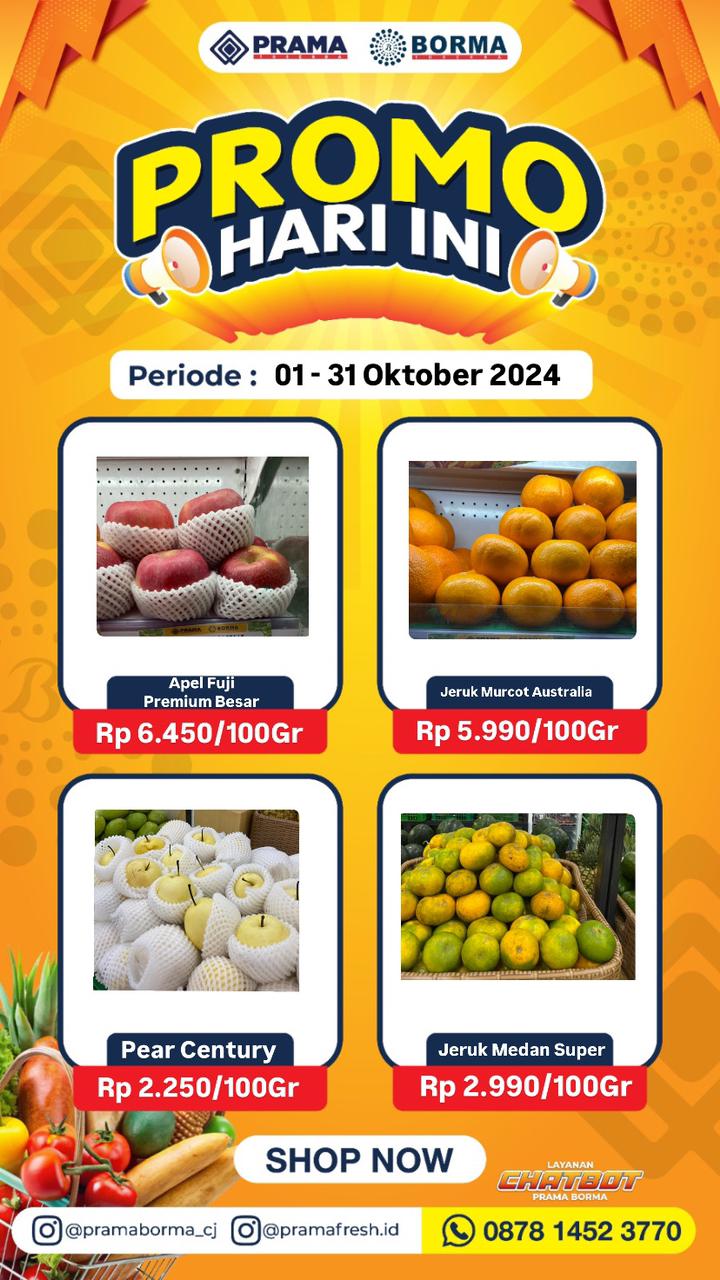 PRAMA
BORMA
PROMO
HARI INI
Periode : 01 - 31 Oktober 2024
Apel Fuji
Premium Besar
Rp 6.450/100Gr
Jeruk Murcot Australia
Rp 5.990/100Gr
Pear Century
Rp 2.250/100Gr
Jeruk Medan Super
Rp 2.990/100Gr
SHOP NOW
LAYANAN
CHATBOT
PRAMA BORMA
@pramaborma_cj
@pramafresh.id
0878 1452 3770